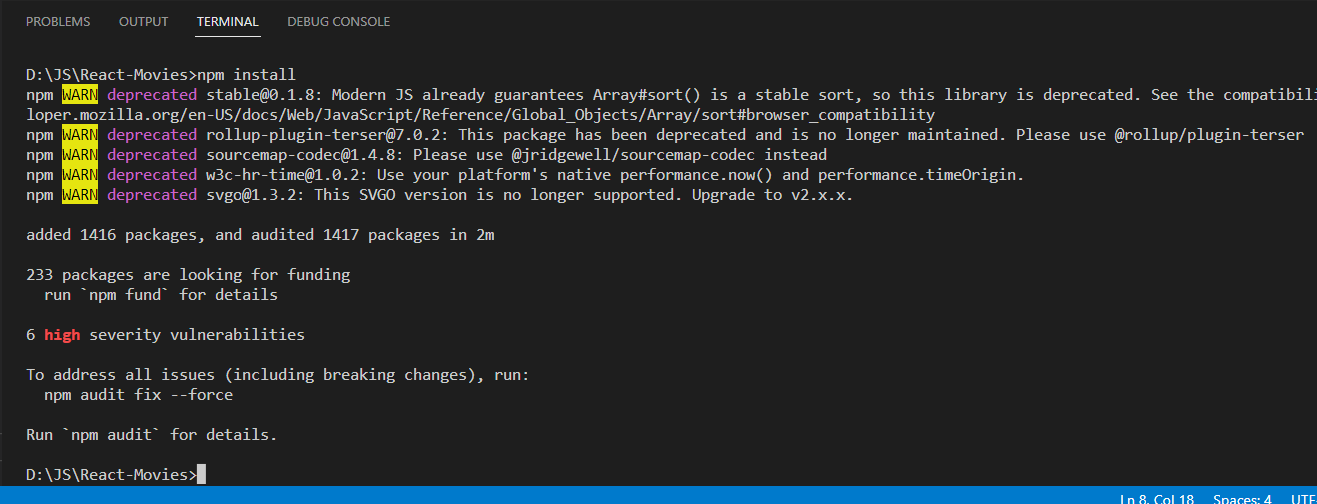 PROBLEMS OUTPUT TERMINAL DEBUG CONSOLE
D:\JS\React-Movies>npm install
npm WARN deprecated stable@0.1.8: Modern JS already guarantees Array#sort() is a stable sort, so this library is deprecated. See the compatibili
loper.mozilla.org/en-US/docs/Web/JavaScript/Reference/Global_Objects/Array/sort#browser_compatibility
npm WARN deprecated rollup-plugin-terser@7.0.2: This package has been deprecated and is no longer maintained. Please use @rollup/plugin-terser
npm WARN deprecated sourcemap-codec@1.4.8: Please use @jridgewell/sourcemap-codec instead
npm WARN deprecated w3c-hr-time@1.0.2: Use your platform's native performance.now() and performance.timeOrigin.
npm WARN deprecated svgo@1.3.2: This SVGO version is no longer supported. Upgrade to v2.x.x.
added 1416 packages, and audited 1417 packages in 2m
233 packages are looking for funding
run `npm fund` for details
6 high severity vulnerabilities
To address all issues (including breaking changes), run:
npm audit fix --force
Run `npm audit` for details.
D:\JS\React-Movies>
Ln 8, Col 18 Spaces: 4 UTF-